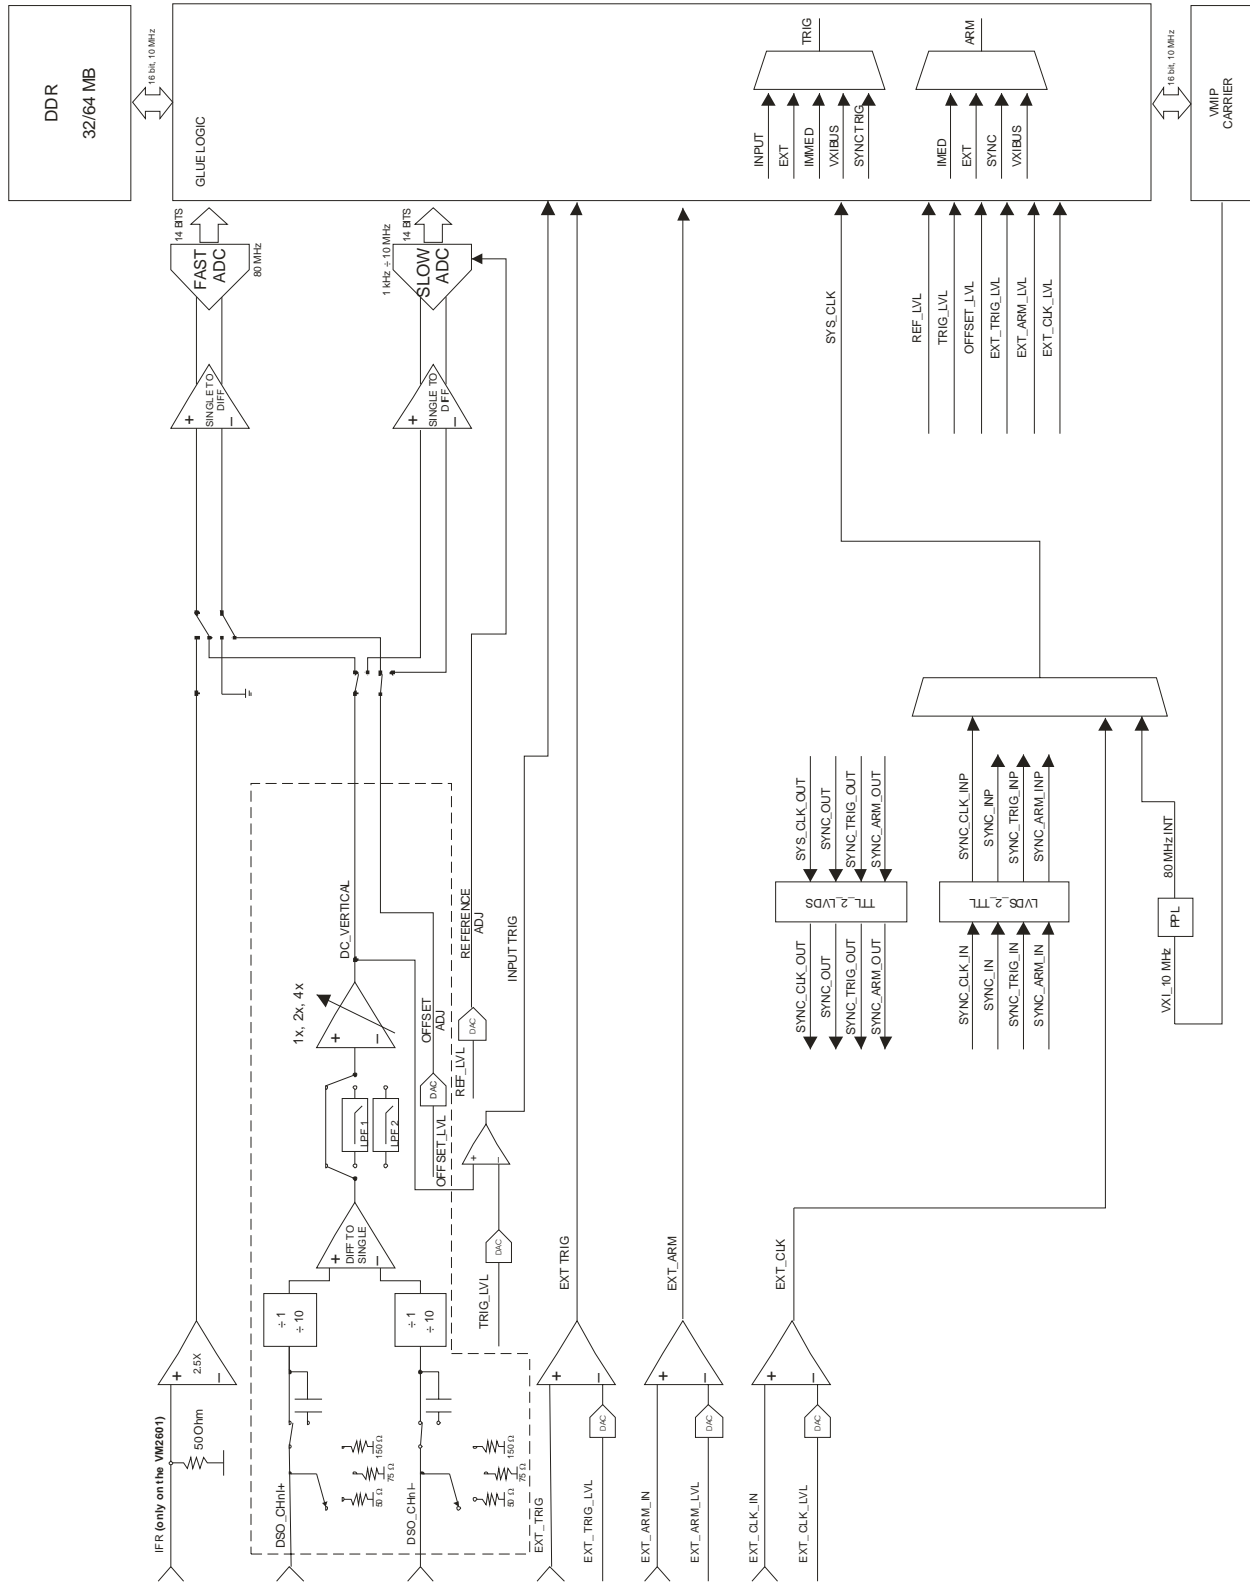 DDR
32/64 MB
16 bit, 10 MHz
GLUE LOGIC
TRIG
INPUT
EXT
IMMED
VXIBUS
SYNC TRIG
ARM
IMED
EXT
SYNC
VXIBUS
16 bit, 10 MHz
VMIP
CARRIER
14 BITS
FAST
ADC
80 MHz
1 kHz ÷ 10 MHz
14 BITS
SLOW
ADC
SINGLE TO
DIFF
+
−
SINGLE TO
DIFF
+
−
SYS_CLK
REF_LVL
TRIG_LVL
OFFSET_LVL
EXT_TRIG_LVL
EXT_ARM_LVL
EXT_CLK_LVL
DC_VERTICAL
1x, 2x, 4x
+
−
LPF 1
LPF 2
OFFSET
ADJ
DAC
OFFSET_LVL
REFERENCE
ADJ
DAC
REF_LVL
INPUT TRIG
+
−
DAC
TRIG_LVL
DIFF TO
SINGLE
+
−
÷ 1
÷ 10
÷ 1
÷ 10
2.5X
+
−
IFR (only on the VM2601)
50 Ohm
DSO_CHnI+
50 Ω
75 Ω
150 Ω
DSO_CHnI-
50 Ω
75 Ω
150 Ω
EXT TRIG
+
−
DAC
EXT_TRIG
EXT_TRIG_LVL
EXT_ARM
+
−
DAC
EXT_ARM_IN
EXT_ARM_LVL
EXT_CLK
+
−
DAC
EXT_CLK_IN
EXT_CLK_LVL
SYS_CLK_OUT
SYNC_OUT
SYNC_TRIG_OUT
SYNC_ARM_OUT
TTL_2_LVDS
SYNC_CLK_OUT
SYNC_OUT
SYNC_TRIG_OUT
SYNC_ARM_OUT
SYNC_CLK_INP
SYNC_INP
SYNC_TRIG_INP
SYNC_ARM_INP
LVDS_2_TTL
SYNC_CLK_IN
SYNC_IN
SYNC_TRIG_IN
SYNC_ARM_IN
80 MHz INT
PPL
VXI_10 MHz